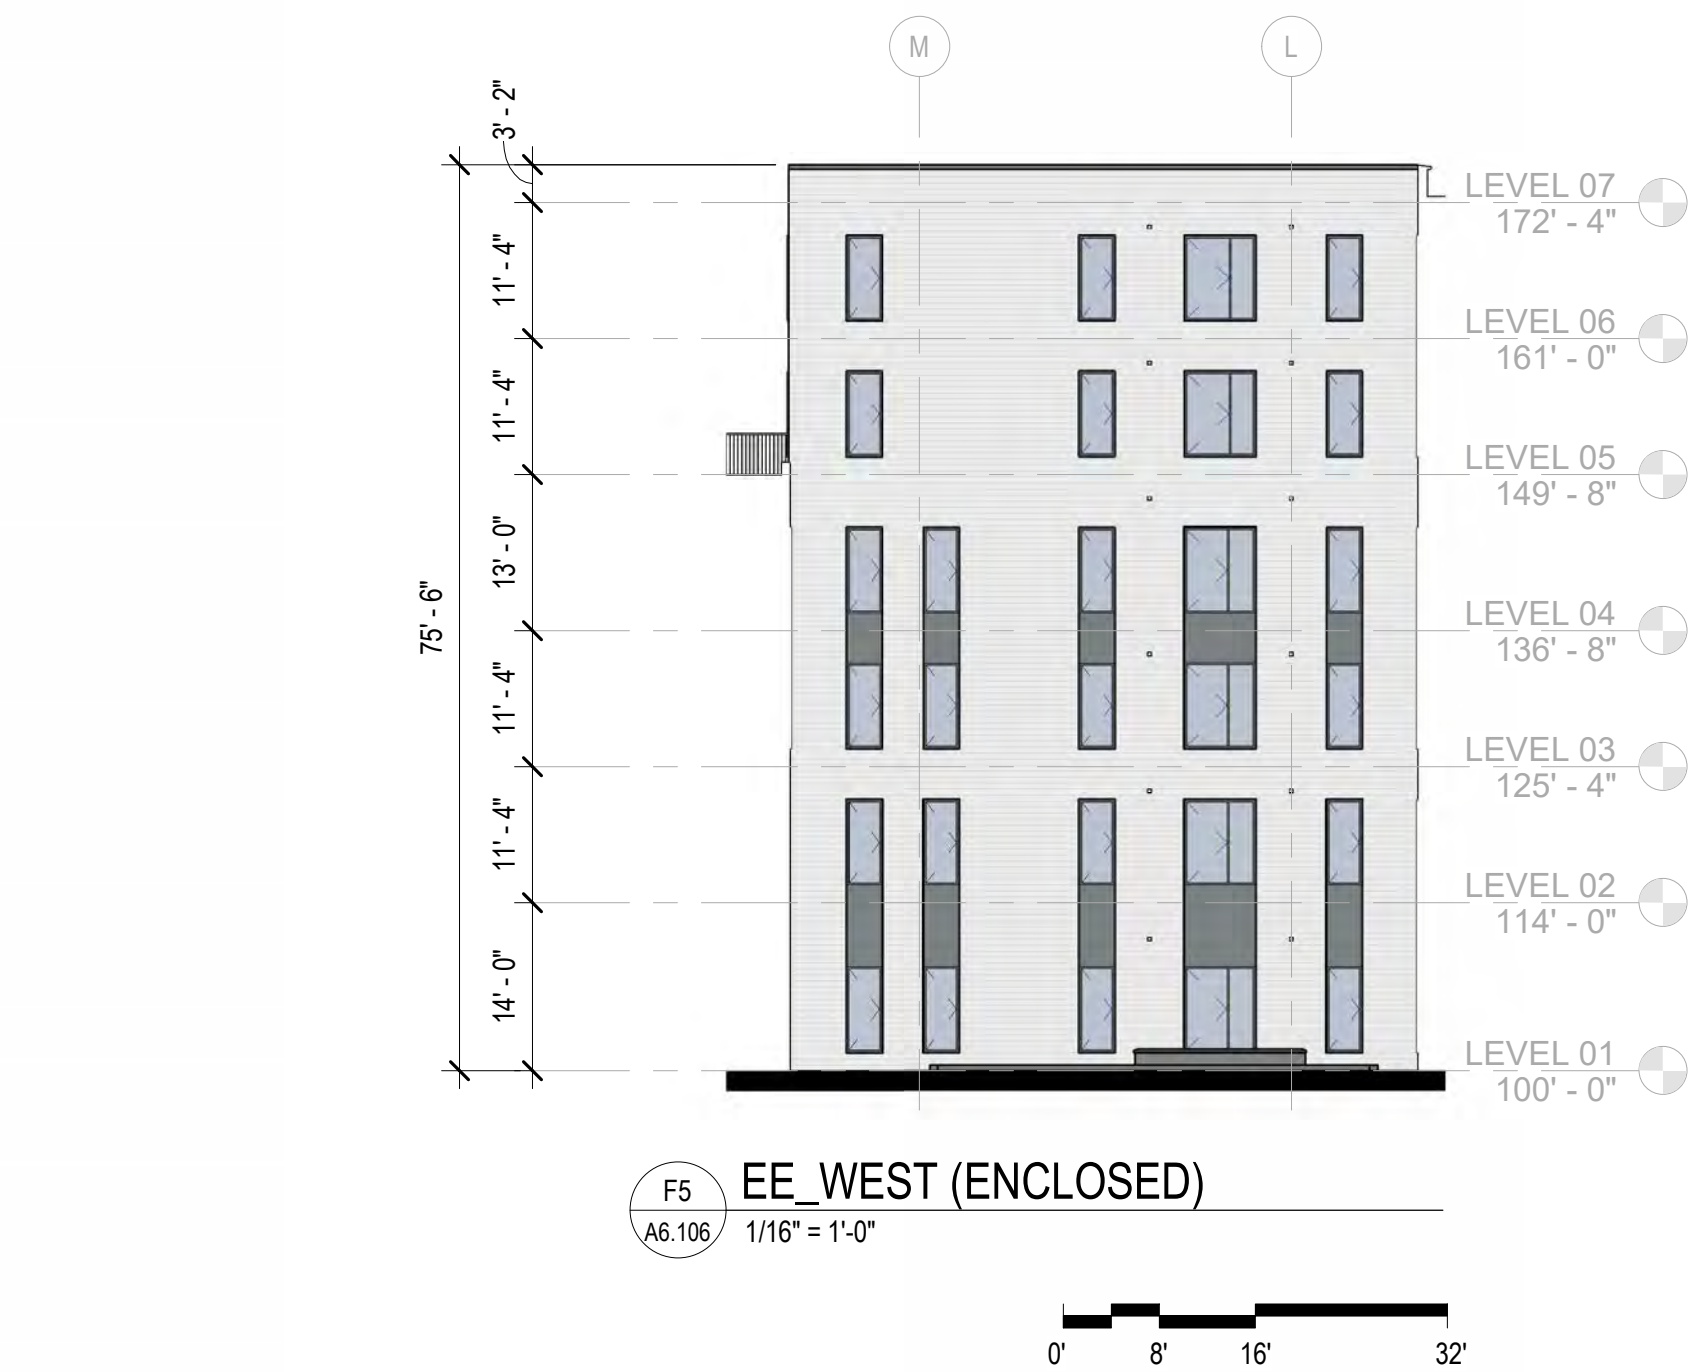 M
L
3' - 2"
LEVEL 07
172' - 4"
11' - 4"
LEVEL 06
161' - 0"
11' - 4"
LEVEL 05
149' - 8"
13' - 0"
75' - 6"
LEVEL 04
136' - 8"
11' - 4"
LEVEL 03
125' - 4"
11' - 4"
LEVEL 02
114' - 0"
14' - 0"
LEVEL 01
100' - 0"
F5
EE_WEST (ENCLOSED)
A6.106
1/16" = 1'-0"
0' 8' 16' 32'